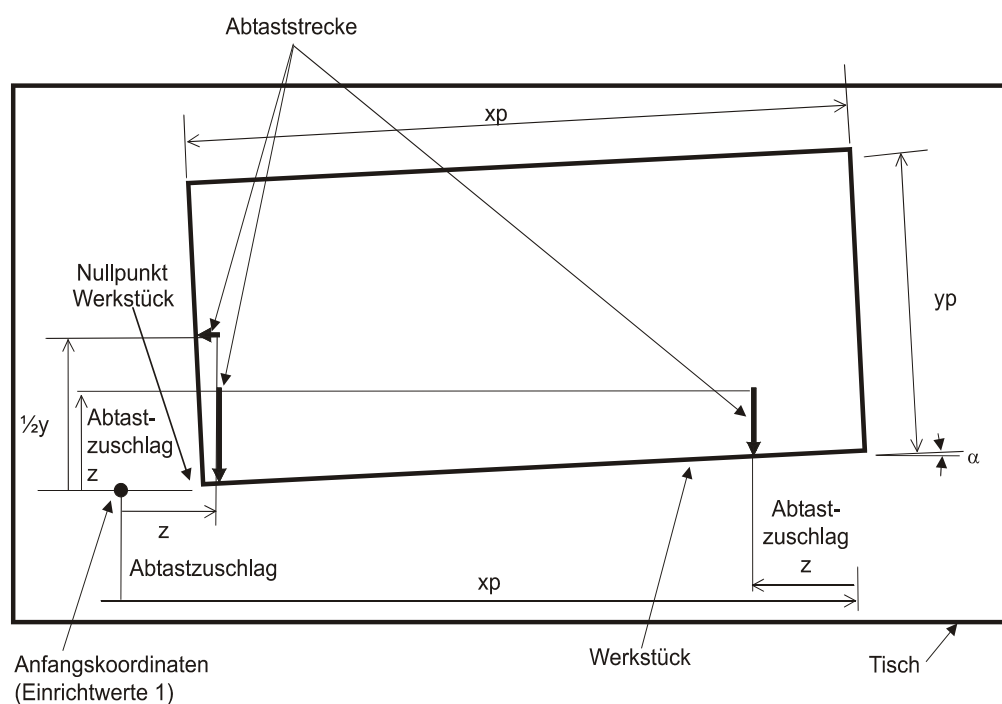 Abtaststrecke
xp
Nullpunkt
Werkstück
yp
½y
Abtast-
zuschlag
z
α
z
Abtast-
zuschlag
z
Abtastzuschlag
xp
Anfangskoordinaten
(Einrichtwerte 1)
Werkstück
Tisch